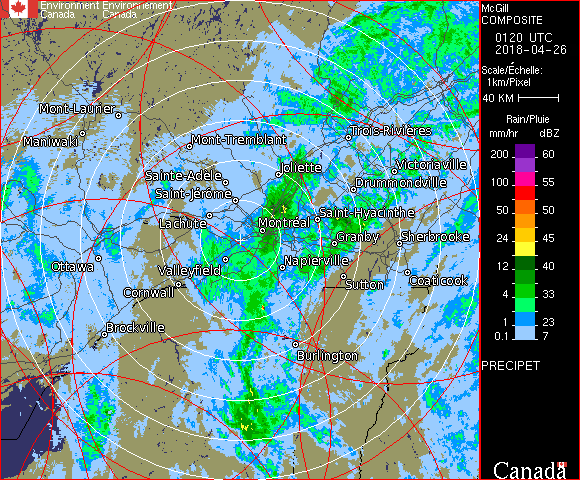 Environment Environnement
Canada Canada
McGill
COMPOSITE
0120 UTC
2018-04-26
Scale/Échelle:
1km/Pixel
40 KM
Rain/Pluie
mm/hr dBZ
200 60
100 55
50 50
24 45
12 40
4 33
1 23
0.1 7
PRECIPET
Canada
Mont-Laurier
Maniwaki
Mont-Tremblant
Trois-Rivières
Joliette
Victoriaville
Sainte-Adèle
Drummondville
Saint-Jérôme
Saint-Hyacinthe
Lachute
Montréal
Granby
Sherbrooke
Ottawa
Valleyfield
Napierville
Coaticook
Cornwall
Sutton
Brockville
Burlington